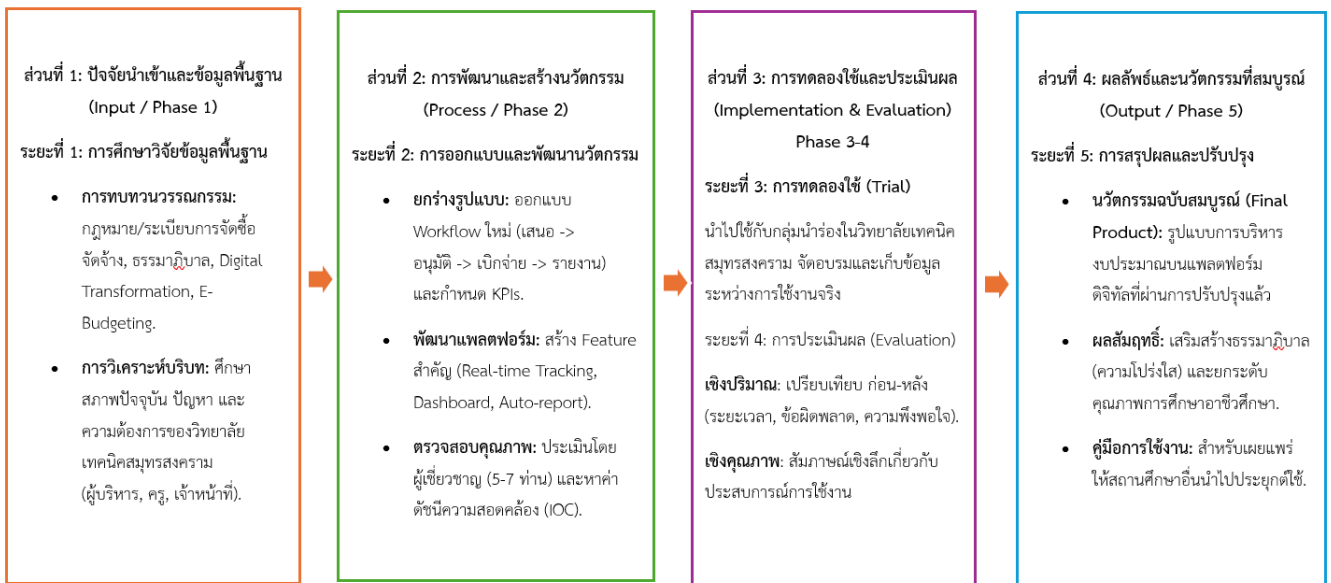 ส่วนที่ 1: ปัจจัยนำเข้าและข้อมูลพื้นฐาน
(Input / Phase 1)
ระยะที่ 1: การศึกษาวิจัยข้อมูลพื้นฐาน
• การทบทวนวรรณกรรม:
กฎหมาย/ระเบียบการจัดซื้อ
จัดจ้าง, ธรรมาภิบาล, Digital
Transformation, E-
Budgeting.
• การวิเคราะห์บริบท: ศึกษา
สภาพปัจจุบัน ปัญหา และ
ความต้องการของวิทยาลัย
เทคนิคสมุทรสงคราม
(ผู้บริหาร, ครู, เจ้าหน้าที่).
ส่วนที่ 2: การพัฒนาและสร้างนวัตกรรม
(Process / Phase 2)
ระยะที่ 2: การออกแบบและพัฒนานวัตกรรม
• ยกร่างรูปแบบ: ออกแบบ
Workflow ใหม่ (เสนอ ->
อนุมัติ -> เบิกจ่าย -> รายงาน)
และกำหนด KPIs.
• พัฒนาแพลตฟอร์ม: สร้าง Feature
สำคัญ (Real-time Tracking,
Dashboard, Auto-report).
• ตรวจสอบคุณภาพ: ประเมินโดย
ผู้เชี่ยวชาญ (5-7 ท่าน) และหาค่า
ดัชนีความสอดคล้อง (IOC).
ส่วนที่ 3: การทดลองใช้และประเมินผล
(Implementation & Evaluation)
Phase 3-4
ระยะที่ 3: การทดลองใช้ (Trial)
นำไปใช้กับกลุ่มนำร่องในวิทยาลัยเทคนิค
สมุทรสงคราม จัดอบรมและเก็บข้อมูล
ระหว่างการใช้งานจริง
ระยะที่ 4: การประเมินผล (Evaluation)
เชิงปริมาณ: เปรียบเทียบ ก่อน-หลัง
(ระยะเวลา, ข้อผิดพลาด, ความพึงพอใจ).
เชิงคุณภาพ: สัมภาษณ์เชิงลึกเกี่ยวกับ
ประสบการณ์การใช้งาน
ส่วนที่ 4: ผลลัพธ์และนวัตกรรมที่สมบูรณ์
(Output / Phase 5)
ระยะที่ 5: การสรุปผลและปรับปรุง
• นวัตกรรมฉบับสมบูรณ์ (Final
Product): รูปแบบการบริหาร
งบประมาณบนแพลตฟอร์ม
ดิจิทัลที่ผ่านการปรับปรุงแล้ว
• ผลสัมฤทธิ์: เสริมสร้างธรรมาภิบาล
(ความโปร่งใส) และยกระดับ
คุณภาพการศึกษาอาชีวศึกษา.
• คู่มือการใช้งาน: สำหรับเผยแพร่
ให้สถานศึกษาอื่นนำไปประยุกต์ใช้.